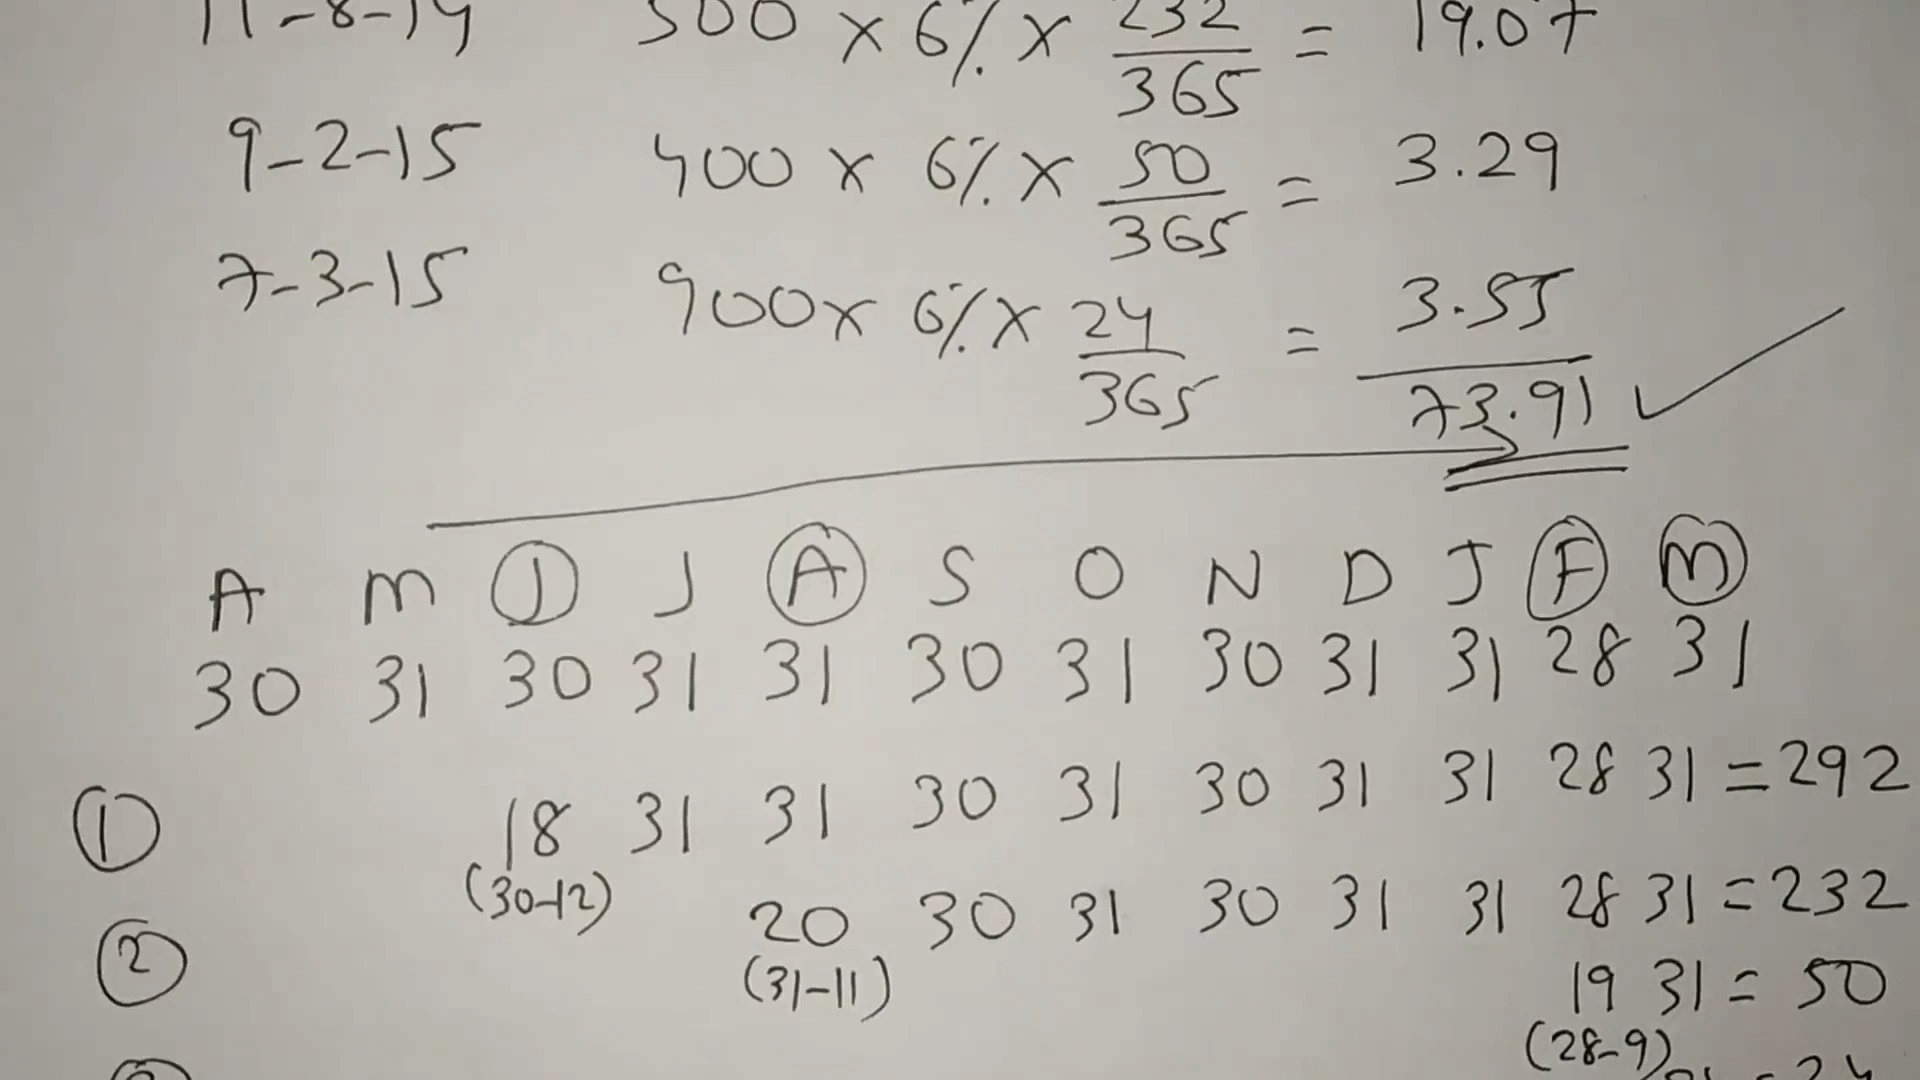 11-8-14 500 x 6% x 232/365 = 19.07
9-2-15 400 x 6% x 50/365 = 3.29
7-3-15 900 x 6% x 24/365 = 3.55
73.91
A M J J A S O N D J F M
30 31 30 31 31 30 31 30 31 31 28 31
1 18 31 31 30 31 30 31 31 28 31 = 292
(30-12)
2 20 30 31 30 31 31 28 31 = 232
(31-11)
19 31 = 50
(28-9)
= 24